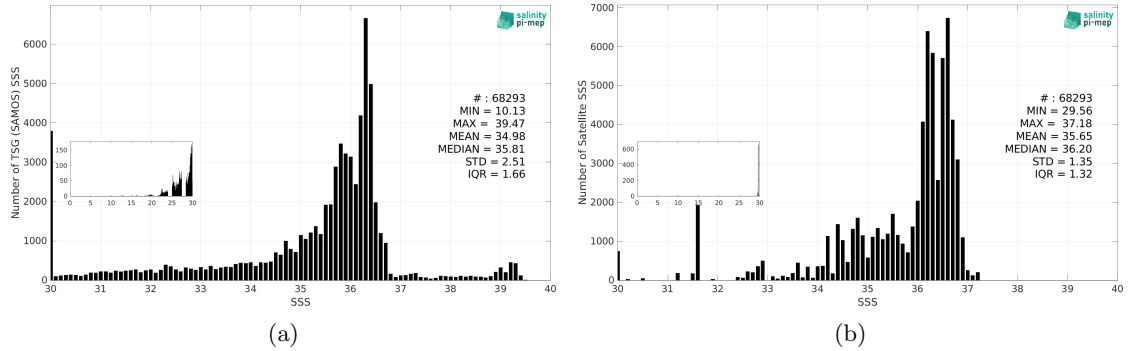 salinity
pi-mep
Number of TSG (SAMOS) SSS
6000
5000
4000
3000
2000
1000
0
# : 68293
MIN = 10.13
MAX = 39.47
MEAN = 34.98
MEDIAN = 35.81
STD = 2.51
IQR = 1.66
150
100
50
0
0 5 10 15 20 25 30
30 31 32 33 34 35 36 37 38 39 40
SSS
(a)
salinity
pi-mep
Number of Satellite SSS
7000
6000
5000
4000
3000
2000
1000
0
# : 68293
MIN = 29.56
MAX = 37.18
MEAN = 35.65
MEDIAN = 36.20
STD = 1.35
IQR = 1.32
600
400
200
0
0 5 10 15 20 25 30
30 31 32 33 34 35 36 37 38 39 40
SSS
(b)